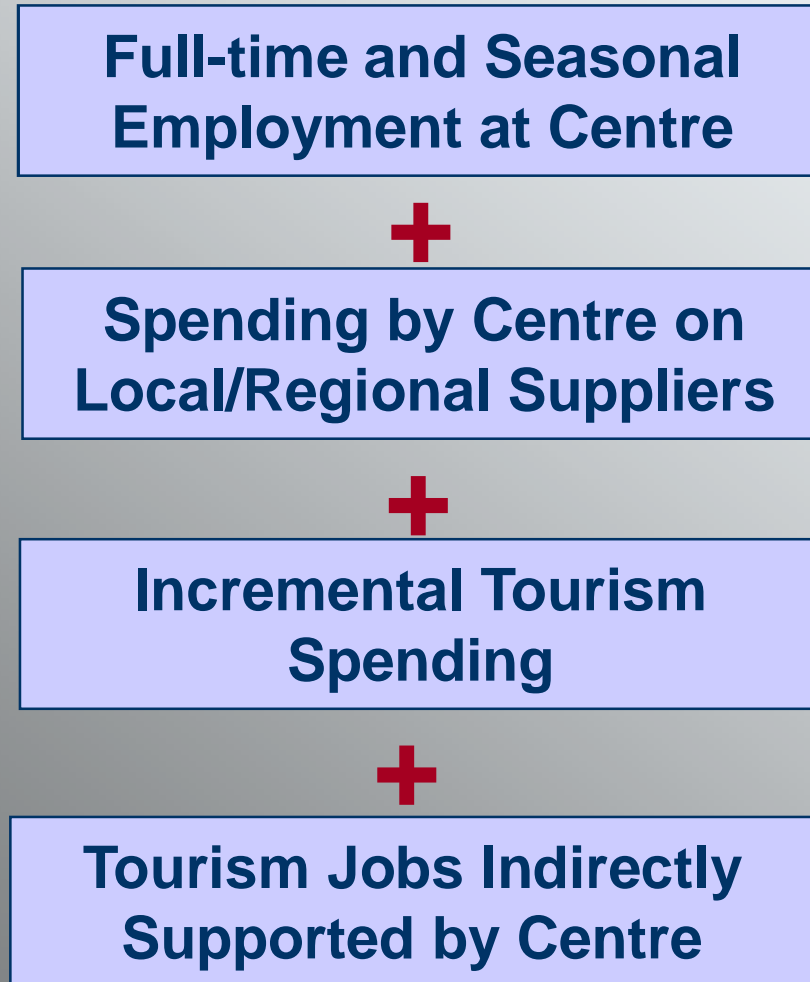 Full-time and Seasonal
Employment at Centre
+
Spending by Centre on
Local/Regional Suppliers
+
Incremental Tourism
Spending
+
Tourism Jobs Indirectly
Supported by Centre